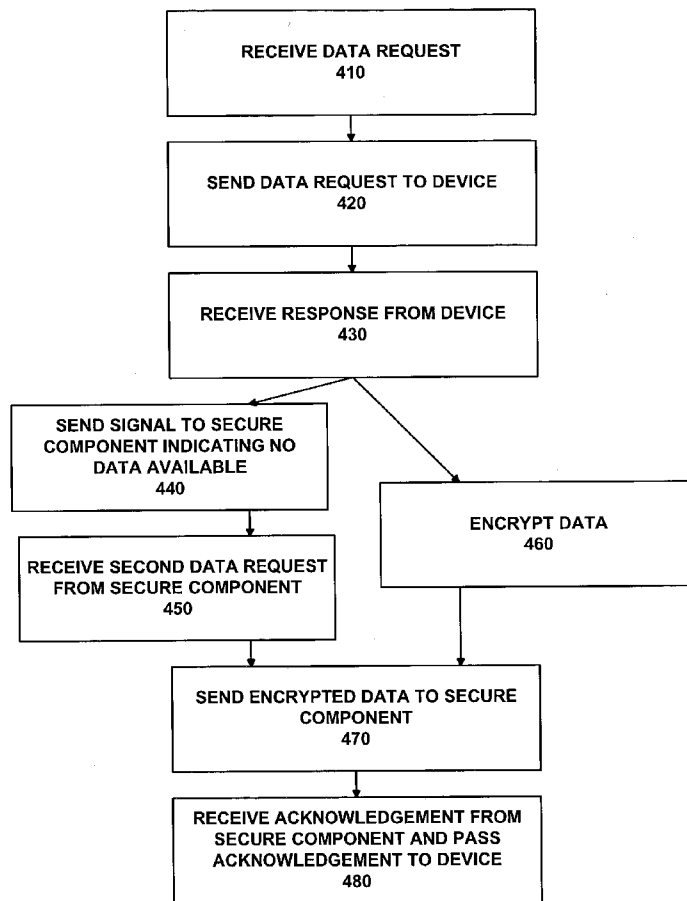 RECEIVE DATA REQUEST
410
SEND DATA REQUEST TO DEVICE
420
RECEIVE RESPONSE FROM DEVICE
430
SEND SIGNAL TO SECURE
COMPONENT INDICATING NO
DATA AVAILABLE
440
ENCRYPT DATA
460
RECEIVE SECOND DATA REQUEST
FROM SECURE COMPONENT
450
SEND ENCRYPTED DATA TO SECURE
COMPONENT
470
RECEIVE ACKNOWLEDGEMENT FROM
SECURE COMPONENT AND PASS
ACKNOWLEDGEMENT TO DEVICE
480